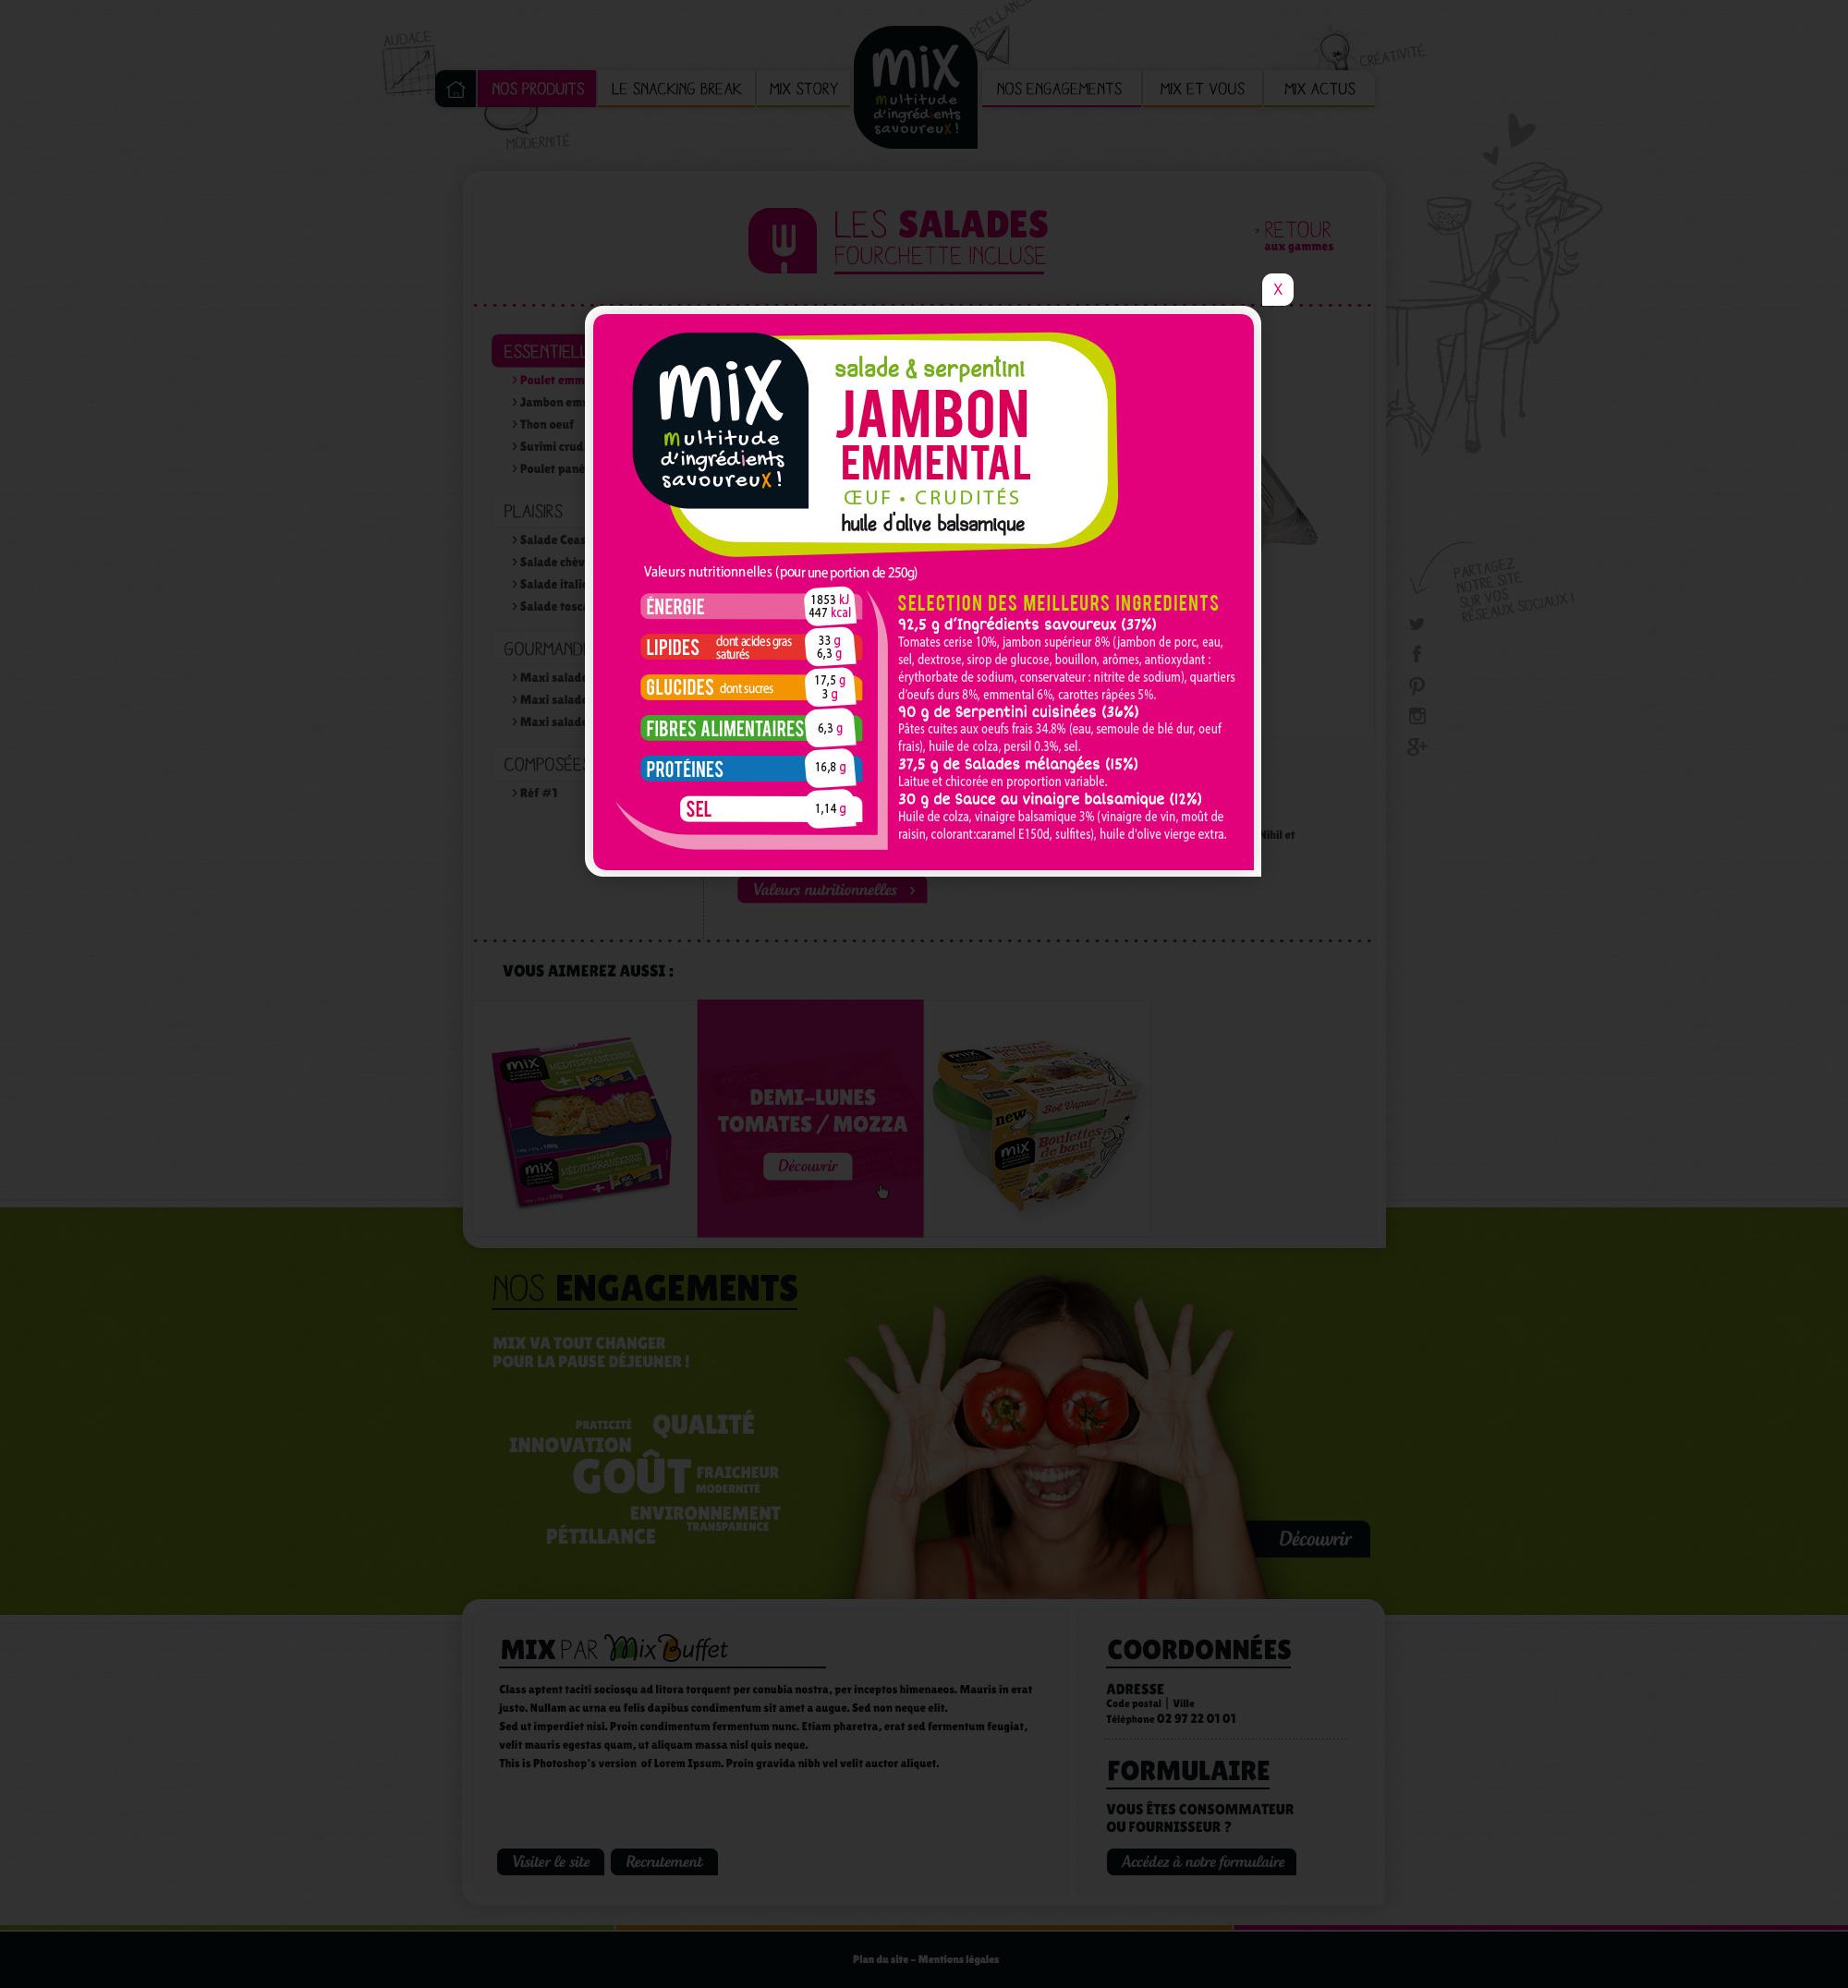 AUDACE
PÉTILLANCE
CRÉATIVITÉ
NOS PRODUITS
LE SNACKING BREAK
MIX STORY
mix
multitude
d'ingrédients
savoureux !
NOS ENGAGEMENTS
MIX ET VOUS
MIX ACTUS
MODERNITÉ
LES SALADES
FOURCHETTE INCLUSE
> RETOUR
aux gammes
X
ESSENTIELL
> Poulet emm
> Jambon emm
> Thon oeuf
> Surimi crud
> Poulet pané
PLAISIRS
> Salade Ceas
> Salade chèv
> Salade itali
> Salade tosca
GOURMAND
> Maxi salade
> Maxi salade
> Maxi salade
COMPOSÉES
> Réf #1
mix
multitude
d'ingrédients
savoureux !
salade & serpentini
JAMBON
EMMENTAL
ŒUF • CRUDITÉS
huile d'olive balsamique
Valeurs nutritionnelles (pour une portion de 250g)
ÉNERGIE 1853 kJ
447 kcal
LIPIDES dont acides gras saturés 33 g
6,3 g
GLUCIDES dont sucres 17,5 g
3 g
FIBRES ALIMENTAIRES 6,3 g
PROTÉINES 16,8 g
SEL 1,14 g
SELECTION DES MEILLEURS INGREDIENTS
92,5 g d'Ingrédients savoureux (37%)
Tomates cerise 10%, jambon supérieur 8% (jambon de porc, eau,
sel, dextrose, sirop de glucose, bouillon, arômes, antioxydant :
érythorbate de sodium, conservateur : nitrite de sodium), quartiers
d'oeufs durs 8%, emmental 6%, carottes râpées 5%.
90 g de Serpentini cuisinées (36%)
Pâtes cuites aux oeufs frais 34.8% (eau, semoule de blé dur, oeuf
frais), huile de colza, persil 0.3%, sel.
37,5 g de Salades mélangées (15%)
Laitue et chicorée en proportion variable.
30 g de Sauce au vinaigre balsamique (12%)
Huile de colza, vinaigre balsamique 3% (vinaigre de vin, moût de
raisin, colorant:caramel E150d, sulfites), huile d'olive vierge extra.
PARTAGEZ
NOTRE SITE
SUR VOS
RÉSEAUX SOCIAUX !
Nihil et
Valeurs nutritionnelles >
VOUS AIMEREZ AUSSI :
mix
MÉDITERRANÉENNE
mix
salade
MÉDITERRANÉENNE
DEMI-LUNES
TOMATES / MOZZA
Découvrir
new
Bol Vapeur
mix
Boulettes
de bœuf
NOS ENGAGEMENTS
MIX VA TOUT CHANGER
POUR LA PAUSE DÉJEUNER !
PRATICITÉ
QUALITÉ
INNOVATION
GOÛT
FRAICHEUR
MODERNITÉ
ENVIRONNEMENT
TRANSPARENCE
PÉTILLANCE
Découvrir
MIX PAR Mix Buffet
Class aptent taciti sociosqu ad litora torquent per conubia nostra, per inceptos himenaeos. Mauris in erat
justo. Nullam ac urna eu felis dapibus condimentum sit amet a augue. Sed non neque elit.
Sed ut imperdiet nisi. Proin condimentum fermentum nunc. Etiam pharetra, erat sed fermentum feugiat,
velit mauris egestas quam, ut aliquam massa nisl quis neque.
This is Photoshop's version of Lorem Ipsum. Proin gravida nibh vel velit auctor aliquet.
Visiter le site
Recrutement
COORDONNÉES
ADRESSE
Code postal | Ville
Téléphone 02 97 22 01 01
FORMULAIRE
VOUS ÊTES CONSOMMATEUR
OU FOURNISSEUR ?
Accédez à notre formulaire
Plan du site - Mentions légales